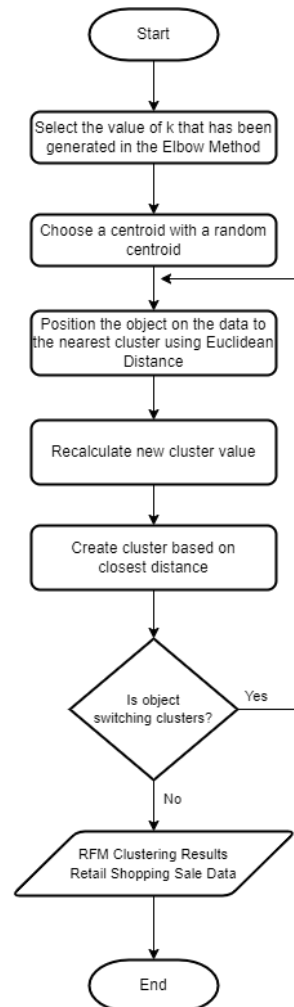 Start
Select the value of k that has been
generated in the Elbow Method
Choose a centroid with a random
centroid
Position the object on the data to
the nearest cluster using Euclidean
Distance
Recalculate new cluster value
Create cluster based on
closest distance
Is object
switching clusters?
Yes
No
RFM Clustering Results
Retail Shopping Sale Data
End